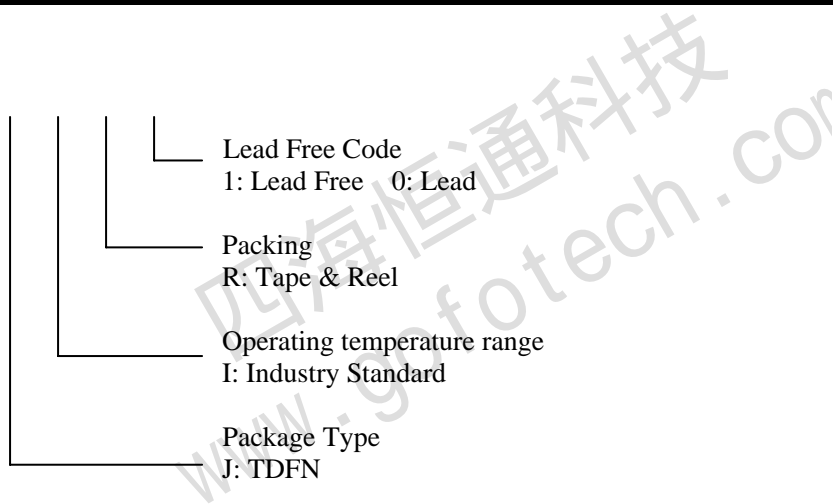 Lead Free Code
1: Lead Free 0: Lead
Packing
R: Tape & Reel
Operating temperature range
I: Industry Standard
Package Type
J: TDFN
四海恒通科技
www.gofotech.com